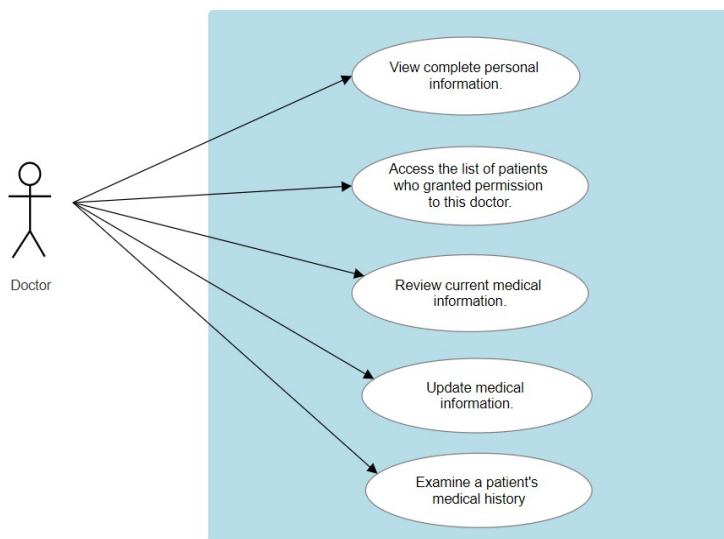 View complete personal
information.
Access the list of patients
who granted permission
to this doctor.
Doctor
Review current medical
information.
Update medical
information.
Examine a patient's
medical history